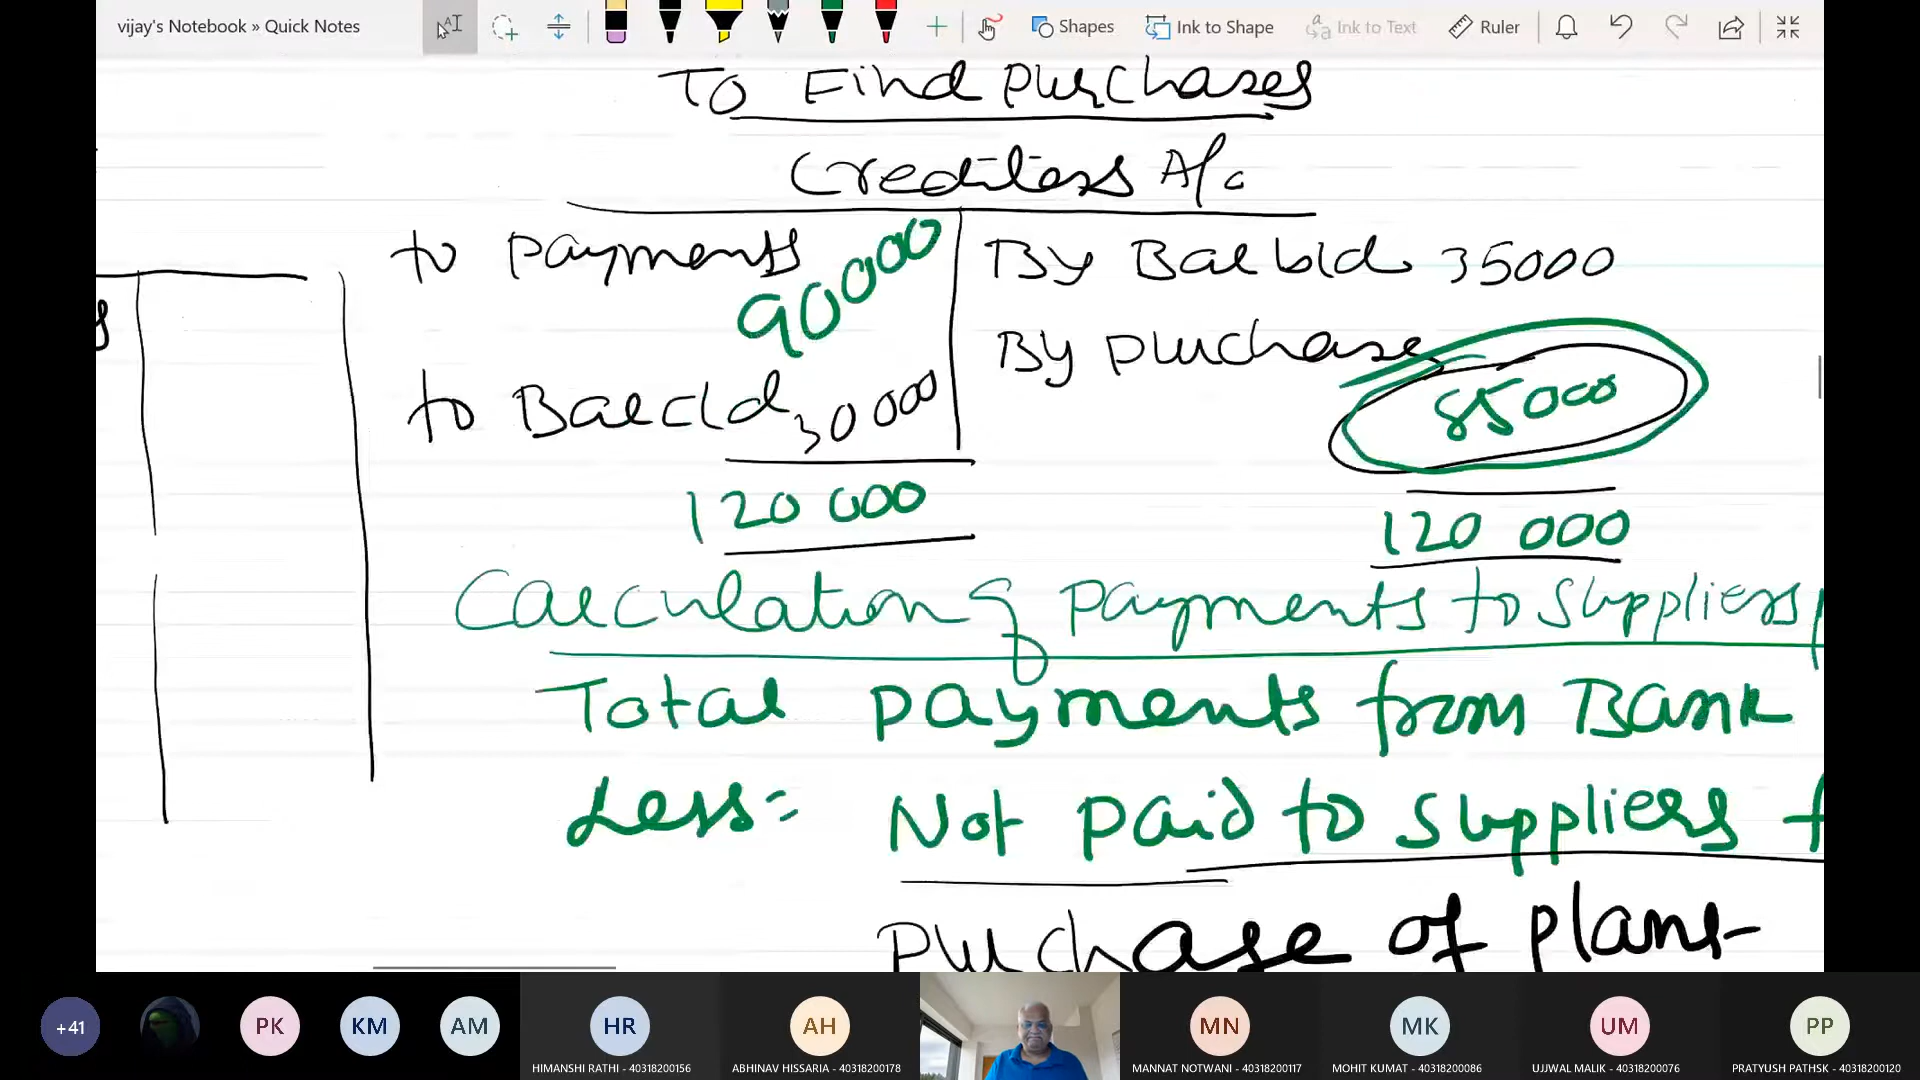 vijay's Notebook » Quick Notes
Shapes Ink to Shape Ink to Text Ruler
To Find purchases
Creditors A/c
to payments 90000 By Bal b/d 35000
By purchase 85000
to Bal c/d 30000
120 000 120 000
Calculation of payments to suppliers
Total payments from Bank
Less: Not paid to suppliers
purchase of plant
+41 PK KM AM HR AH MN MK UM PP
HIMANSHI RATHI - 40318200156 ABHINAV HISSARIA - 40318200178 MANNAT NOTWANI - 40318200117 MOHIT KUMAT - 40318200086 UJJWAL MALIK - 40318200076 PRATYUSH PATHSK - 40318200120